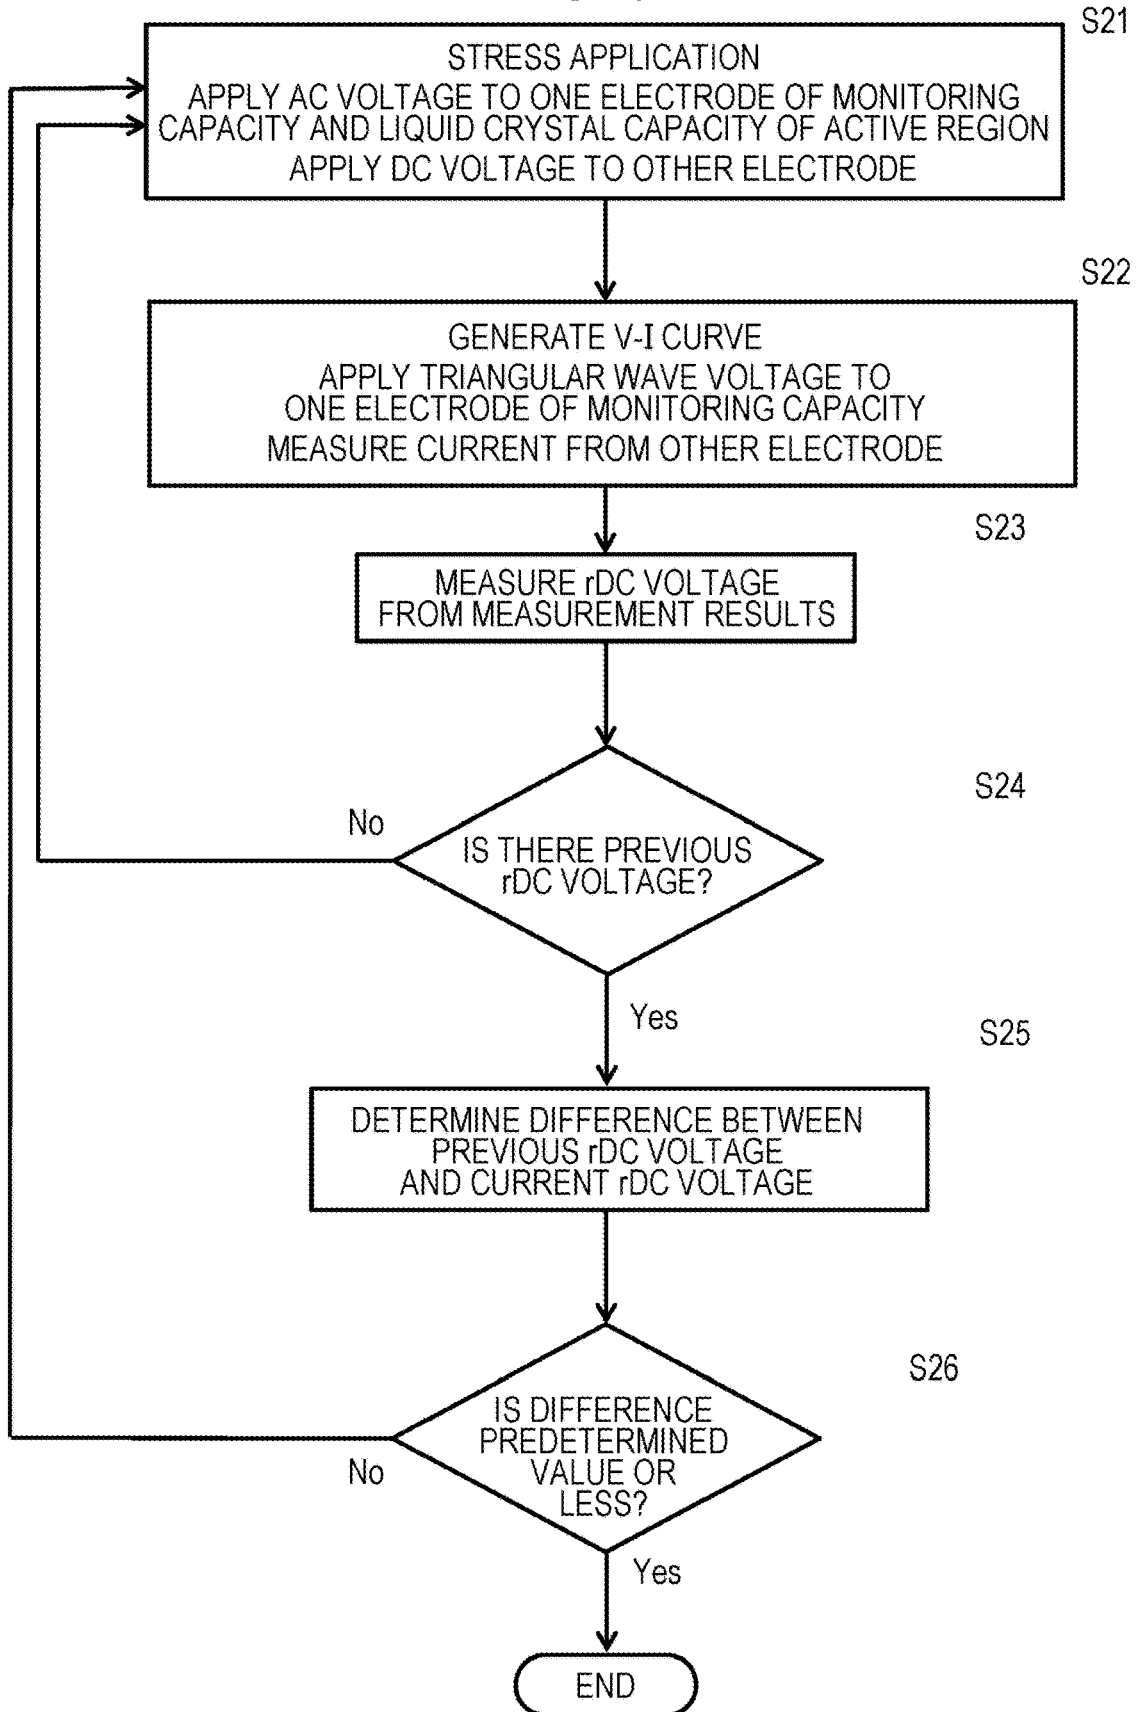 S21
STRESS APPLICATION
APPLY AC VOLTAGE TO ONE ELECTRODE OF MONITORING
CAPACITY AND LIQUID CRYSTAL CAPACITY OF ACTIVE REGION
APPLY DC VOLTAGE TO OTHER ELECTRODE
S22
GENERATE V-I CURVE
APPLY TRIANGULAR WAVE VOLTAGE TO
ONE ELECTRODE OF MONITORING CAPACITY
MEASURE CURRENT FROM OTHER ELECTRODE
S23
MEASURE rDC VOLTAGE
FROM MEASUREMENT RESULTS
S24
No
IS THERE PREVIOUS
rDC VOLTAGE?
Yes
S25
DETERMINE DIFFERENCE BETWEEN
PREVIOUS rDC VOLTAGE
AND CURRENT rDC VOLTAGE
S26
IS DIFFERENCE
PREDETERMINED
VALUE OR
LESS?
No
Yes
END